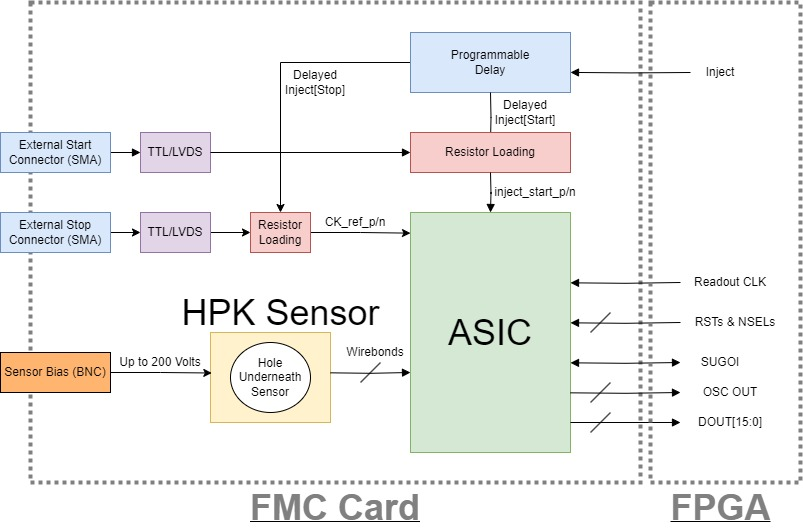 Programmable
Delay
Inject
Delayed
Inject[Stop]
Delayed
Inject[Start]
External Start
Connector (SMA)
TTL/LVDS
Resistor Loading
inject_start_p/n
External Stop
Connector (SMA)
TTL/LVDS
Resistor
Loading
CK_ref_p/n
Readout CLK
HPK Sensor
ASIC
RSTs & NSELs
Sensor Bias (BNC)
Up to 200 Volts
Hole
Underneath
Sensor
Wirebonds
SUGOI
OSC OUT
DOUT[15:0]
FMC Card
FPGA